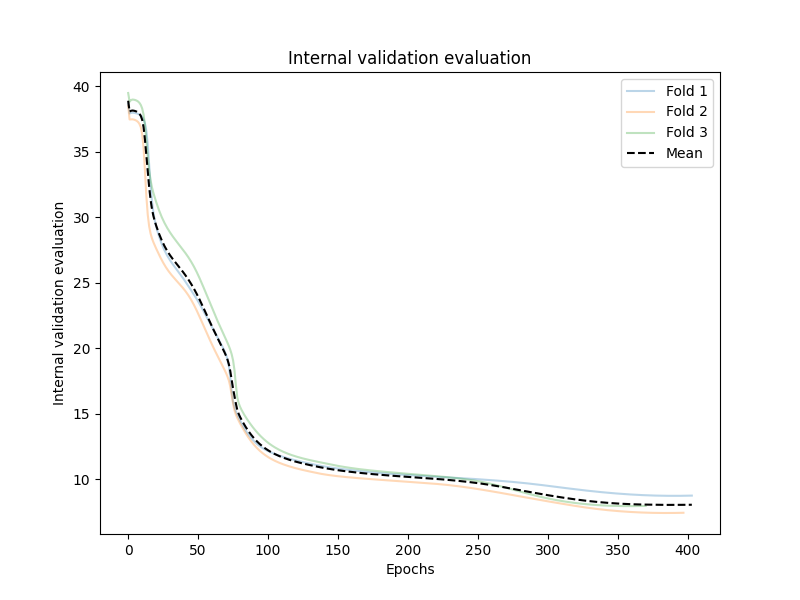 Internal validation evaluation
Fold 1
Fold 2
Fold 3
Mean
Internal validation evaluation
40
35
30
25
20
15
10
0 50 100 150 200 250 300 350 400
Epochs